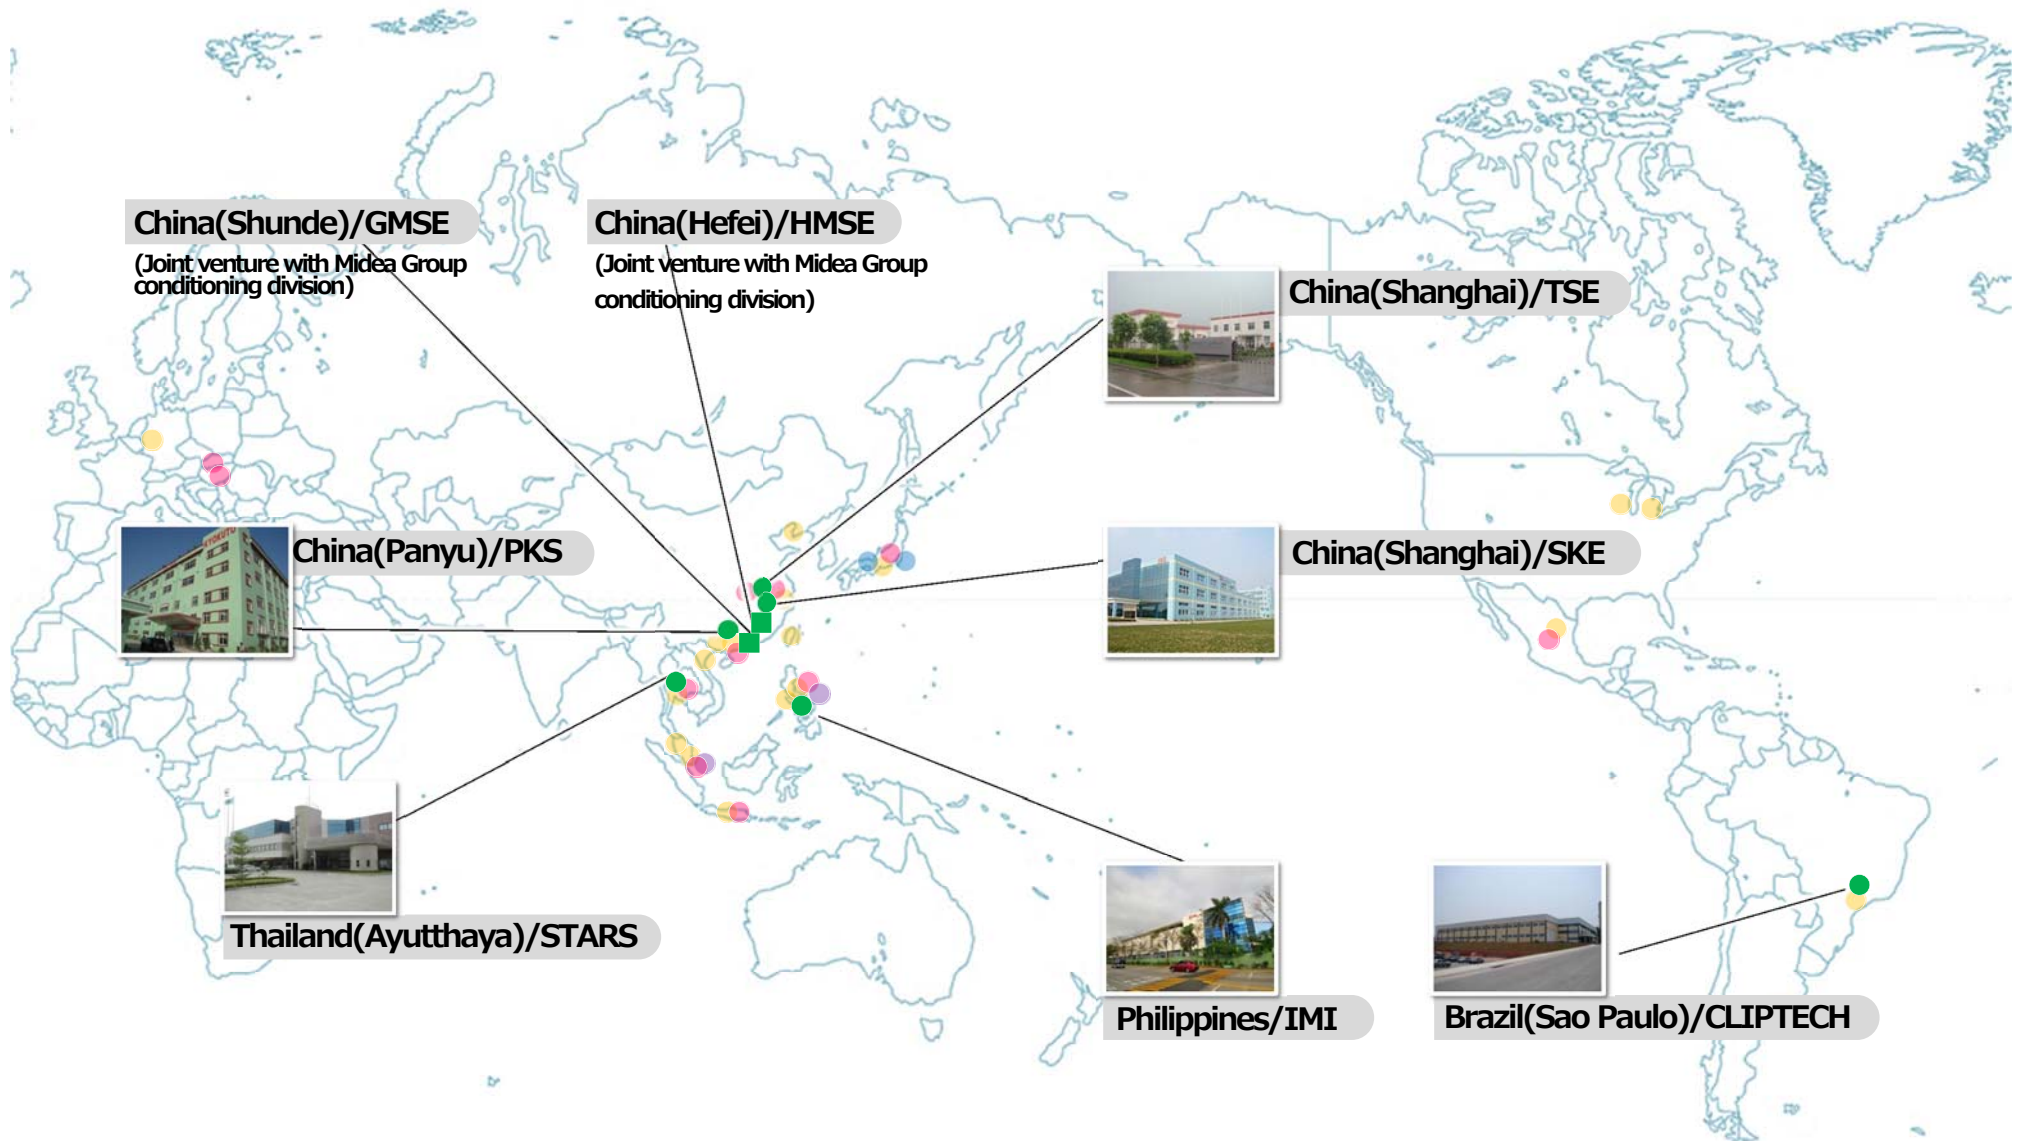 China(Shunde)/GMSE
(Joint venture with Midea Group
conditioning division)
China(Hefei)/HMSE
(Joint venture with Midea Group
conditioning division)
China(Shanghai)/TSE
China(Panyu)/PKS
China(Shanghai)/SKE
Thailand(Ayutthaya)/STARS
Philippines/IMI
Brazil(Sao Paulo)/CLIPTECH